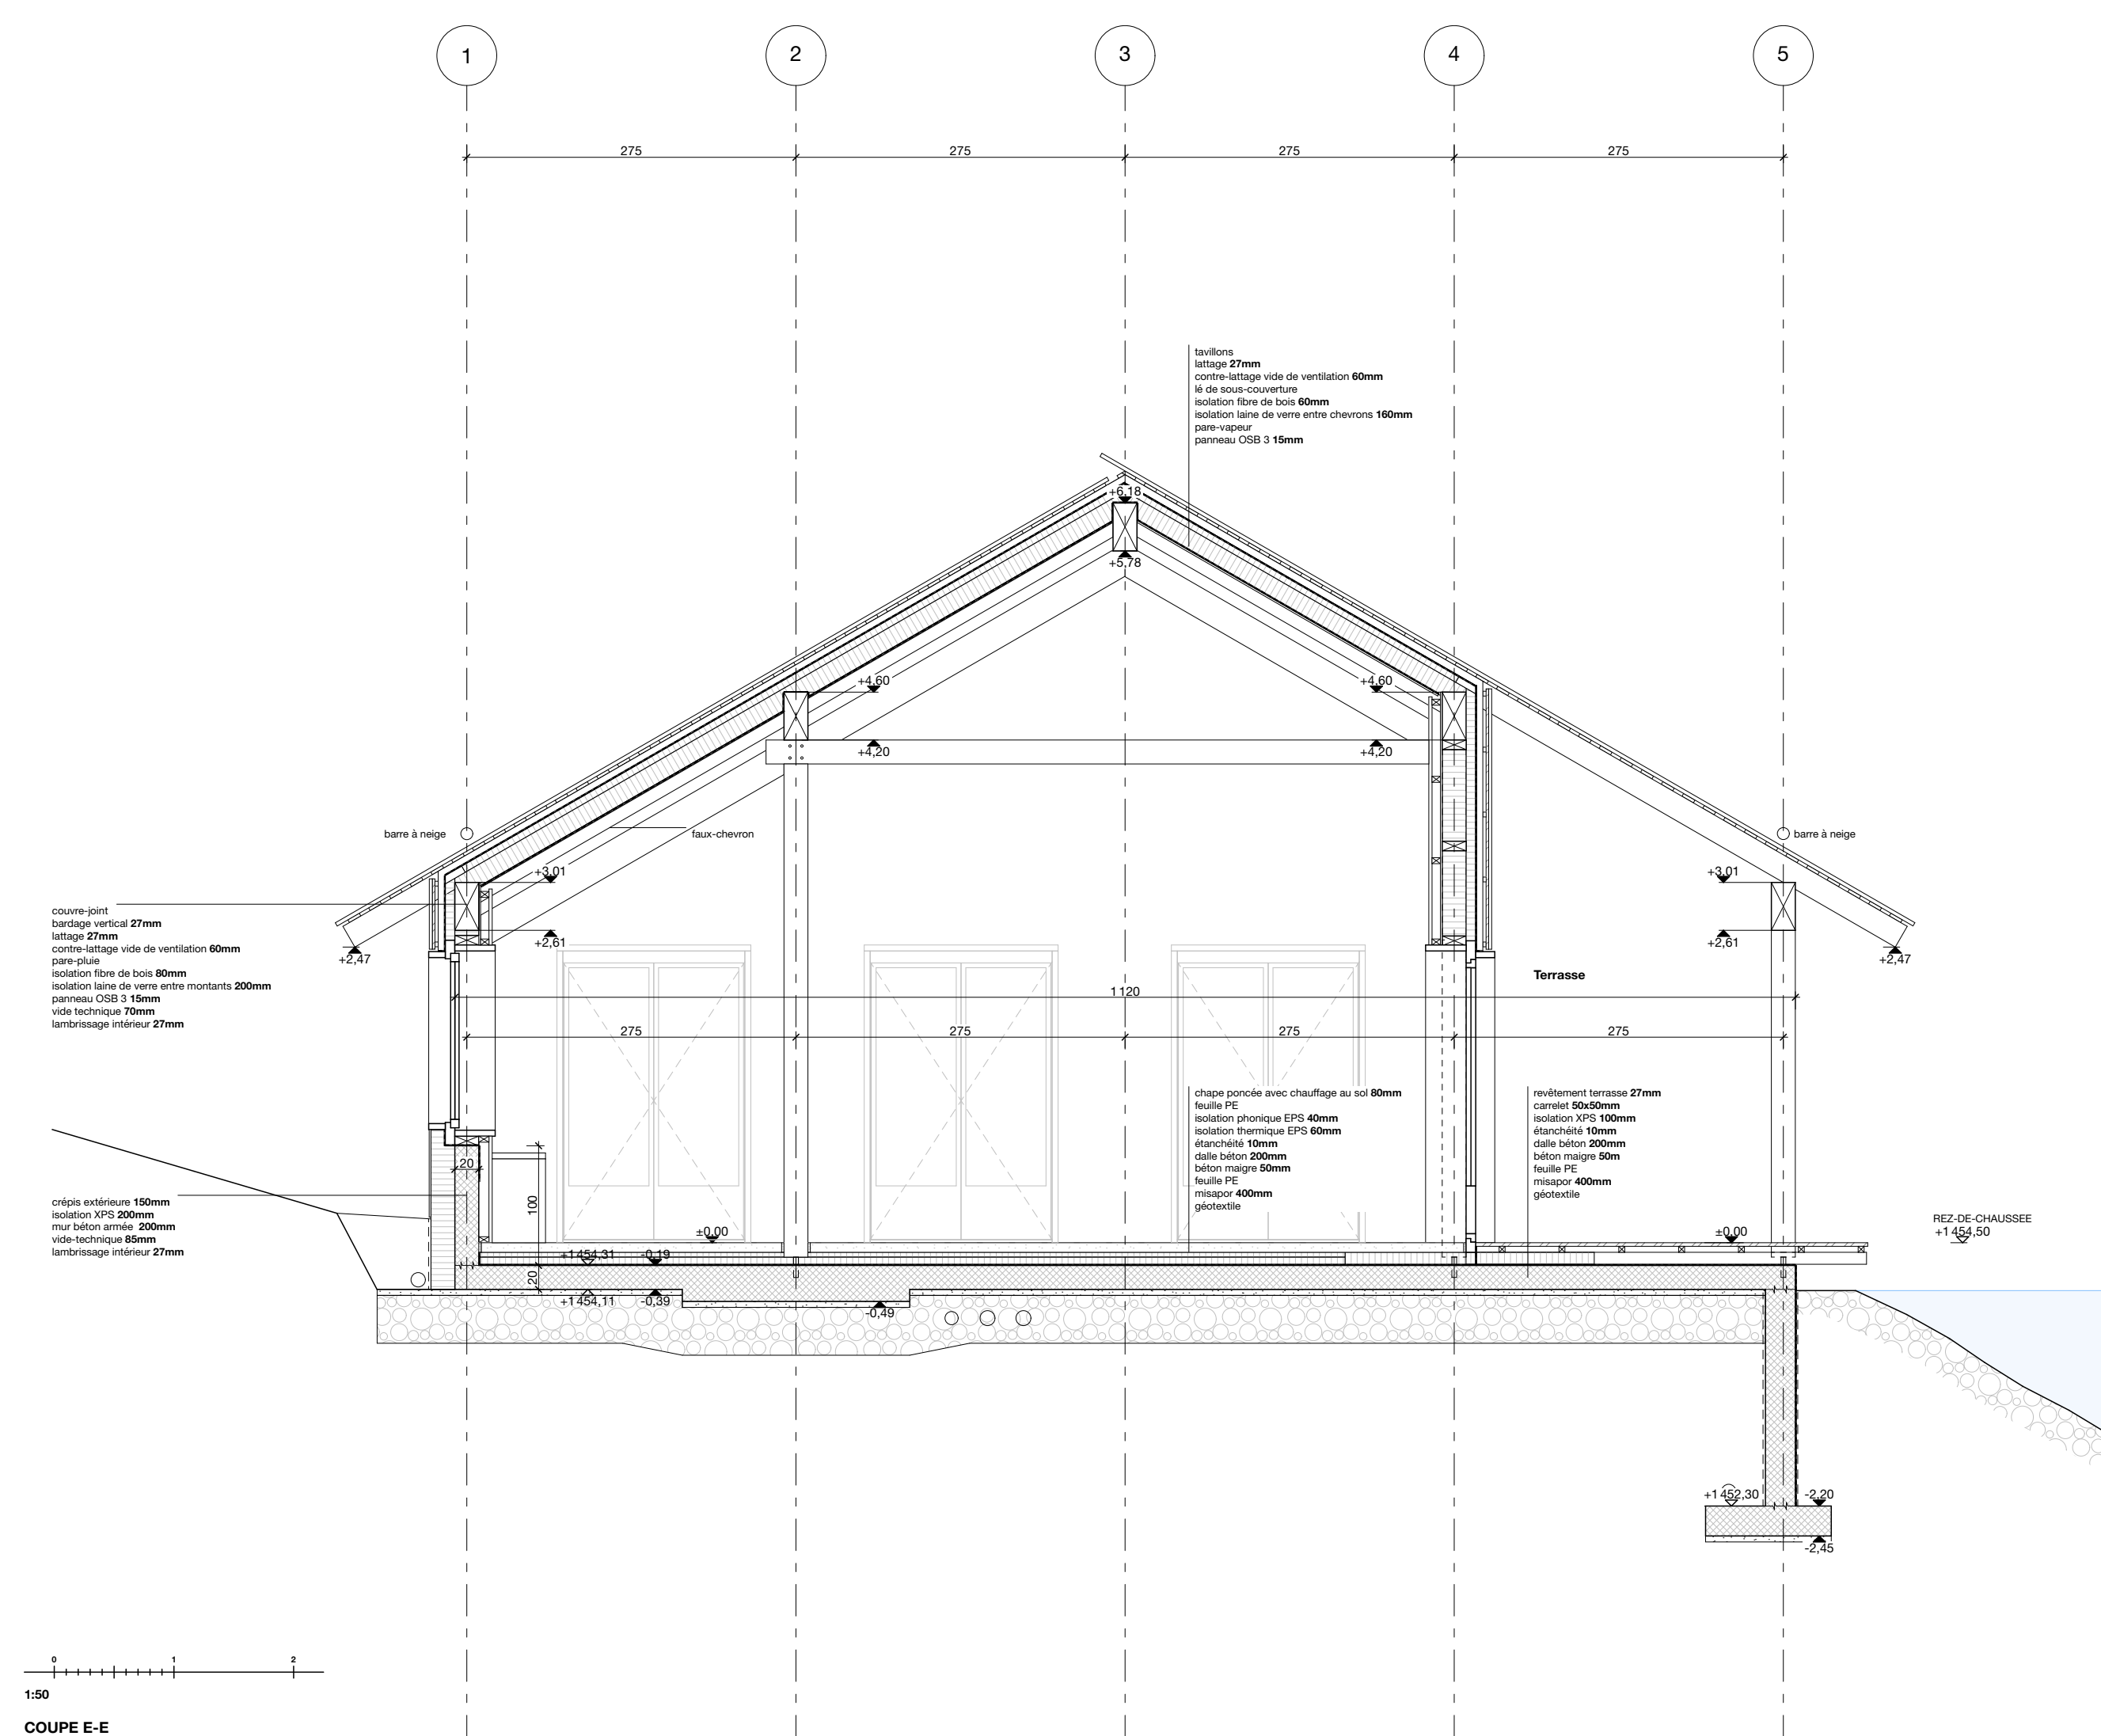 1
2
3
4
5
275
275
275
275
tavillons
lattage 27mm
contre-lattage vide de ventilation 60mm
lé de sous-couverture
isolation fibre de bois 60mm
isolation laine de verre entre chevrons 160mm
pare-vapeur
panneau OSB 3 15mm
+6,18
+5,78
+4,60
+4,60
+4,20
+4,20
barre à neige
faux-chevron
barre à neige
+3,01
+3,01
couvre-joint
bardage vertical 27mm
lattage 27mm
contre-lattage vide de ventilation 60mm
pare-pluie
isolation fibre de bois 80mm
isolation laine de verre entre montants 200mm
panneau OSB 3 15mm
vide technique 70mm
lambrissage intérieur 27mm
+2,61
+2,61
+2,47
+2,47
Terrasse
1 120
275
275
275
275
chape poncée avec chauffage au sol 80mm
feuille PE
isolation phonique EPS 40mm
isolation thermique EPS 60mm
étanchéité 10mm
dalle béton 200mm
béton maigre 50mm
feuille PE
misapor 400mm
géotextile
revêtement terrasse 27mm
carrelet 50x50mm
isolation XPS 100mm
étanchéité 10mm
dalle béton 200mm
béton maigre 50m
feuille PE
misapor 400mm
géotextile
20
100
crépis extérieure 150mm
isolation XPS 200mm
mur béton armée 200mm
vide-technique 85mm
lambrissage intérieur 27mm
±0,00
±0,00
REZ-DE-CHAUSSEE
+1 454,50
+1 454,31
-0,19
20
+1 454,11
-0,39
-0,49
+1 452,30
-2,20
-2,45
0
1
2
1:50
COUPE E-E